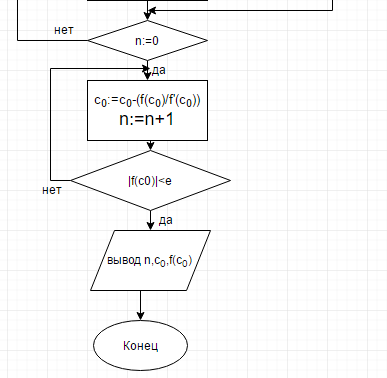 нет
n:=0
да
c₀:=c₀-(f(c₀)/f'(c₀))
n:=n+1
|f(c0)|<e
нет
да
вывод n,c₀,f(c₀)
Конец